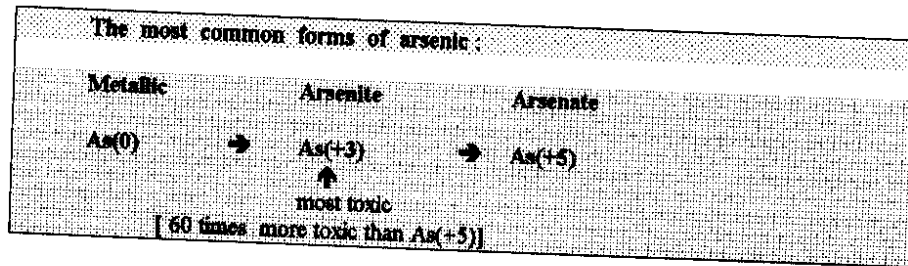 The most common forms of arsenic :
Metallic Arsenite Arsenate
As(0) ➔ As(+3) ➔ As(+5)
most toxic
[ 60 times more toxic than As(+5)]